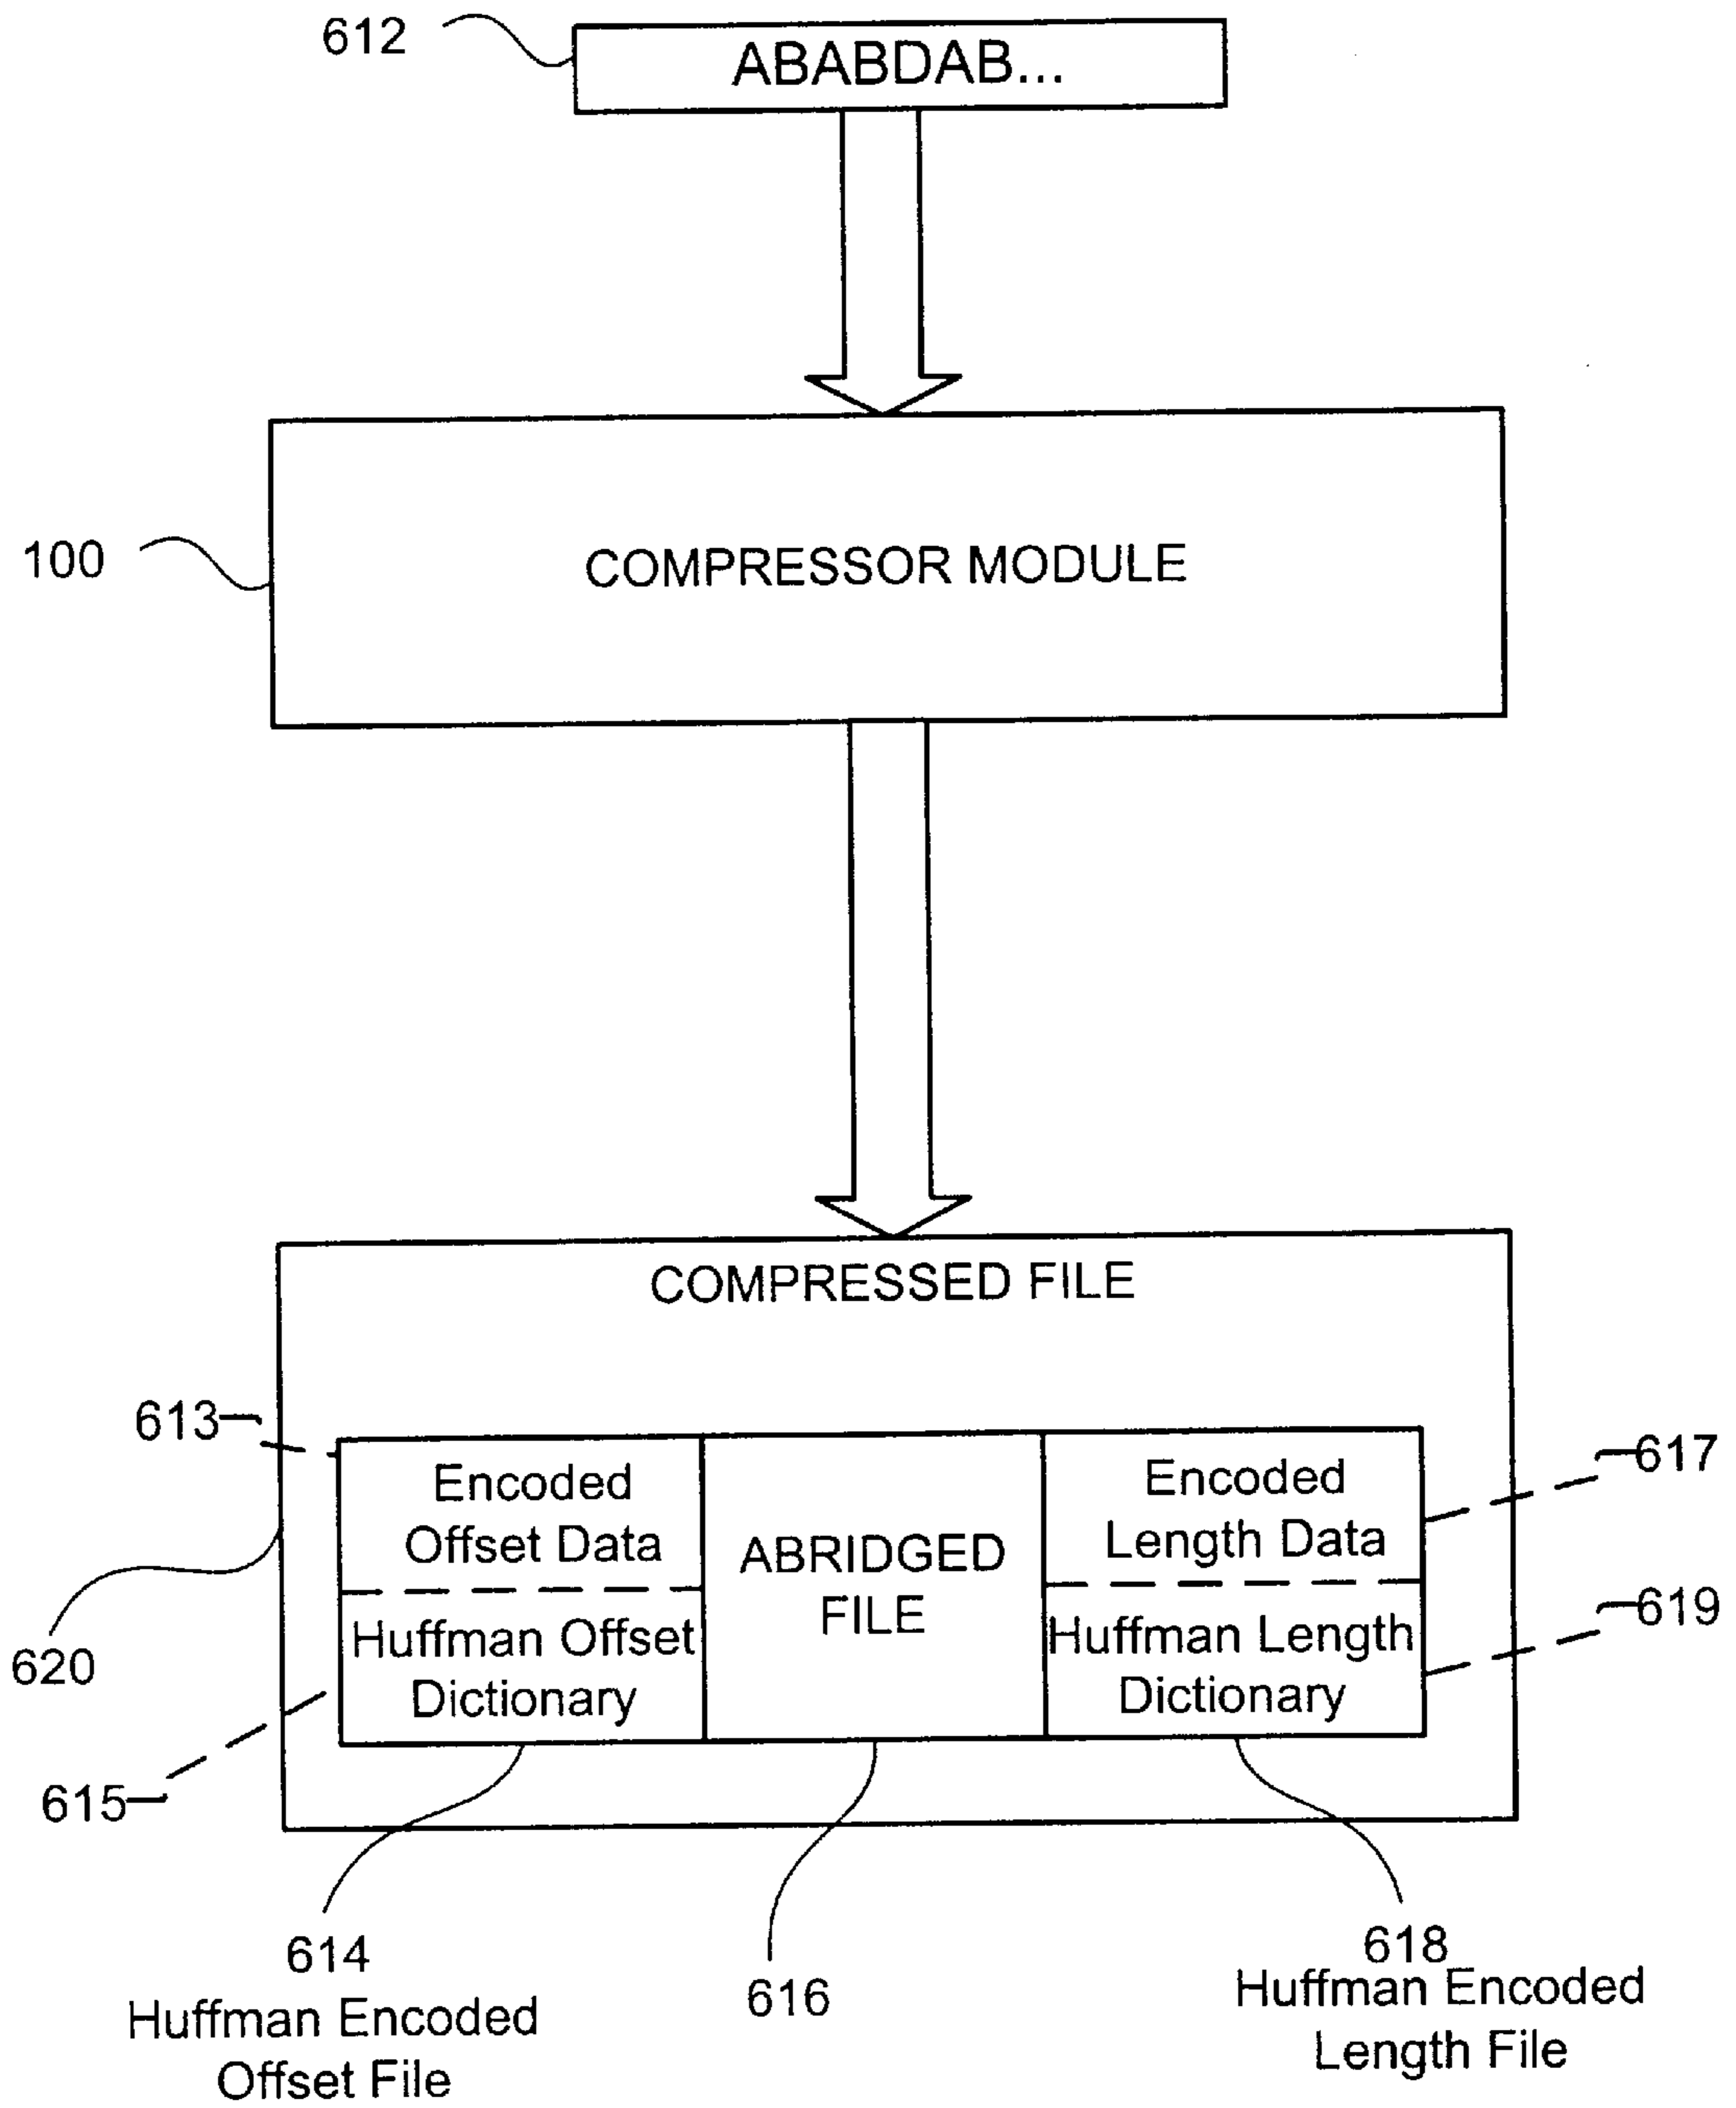 612
ABABDAB...
100
COMPRESSOR MODULE
COMPRESSED FILE
613
Encoded
Offset Data
Huffman Offset
Dictionary
ABRIDGED
FILE
Encoded
Length Data
Huffman Length
Dictionary
617
619
620
615
614
Huffman Encoded
Offset File
616
618
Huffman Encoded
Length File